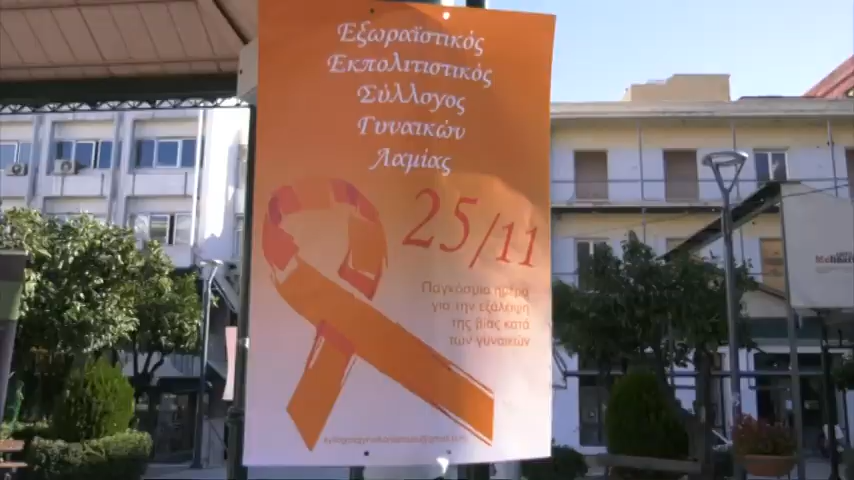 Εξωραϊστικός
Εκπολιτιστικός
Σύλλογος
Γυναικών
Λαμίας
25/11
Παγκόσμια ημέρα
για την εξάλειψη
της βίας κατά
των γυναικών